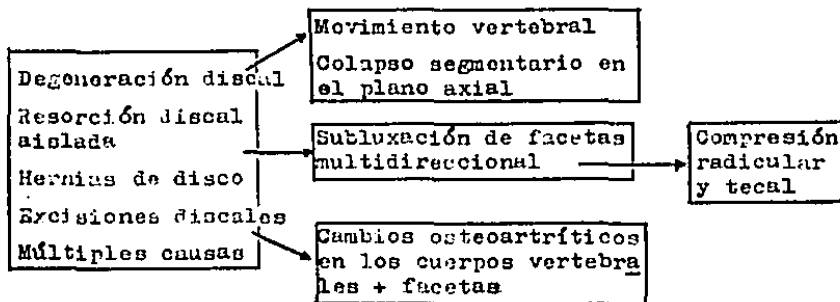 Degeneración discal
Resorción discal
aislada
Hernias de disco
Excisiones discales
Múltiples causas
Movimiento vertebral
Colapso segmentario en
el plano axial
Subluxación de facetas
multidireccional
Cambios osteoartríticos
en los cuerpos vertebra
les + facetas
Compresión
radicular
y tecal